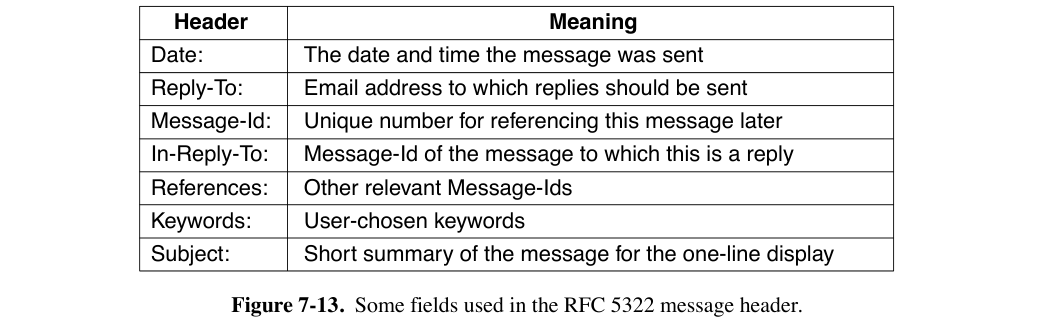 Header Meaning
Date: The date and time the message was sent
Reply-To: Email address to which replies should be sent
Message-Id: Unique number for referencing this message later
In-Reply-To: Message-Id of the message to which this is a reply
References: Other relevant Message-Ids
Keywords: User-chosen keywords
Subject: Short summary of the message for the one-line display
Figure 7-13. Some fields used in the RFC 5322 message header.